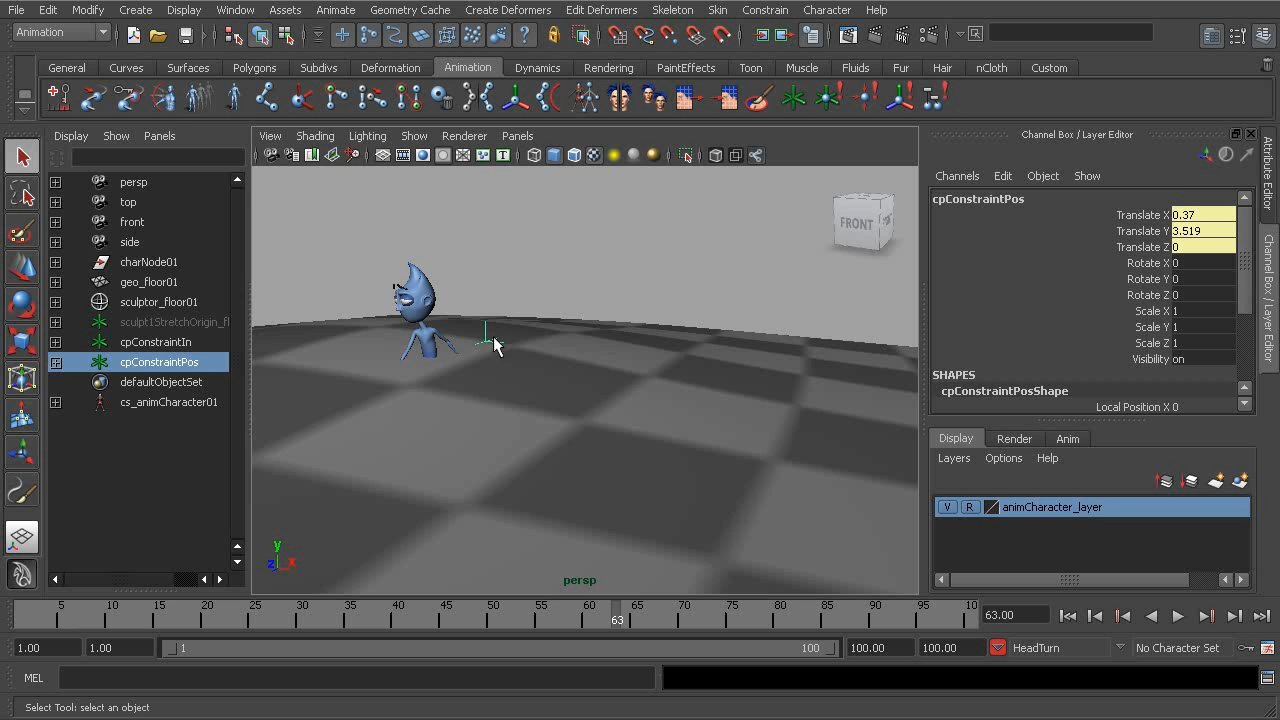 File Edit Modify Create Display Window Assets Animate Geometry Cache Create Deformers Edit Deformers Skeleton Skin Constrain Character Help
Animation
General Curves Surfaces Polygons Subdivs Deformation Animation Dynamics Rendering PaintEffects Toon Muscle Fluids Fur Hair nCloth Custom
Display Show Panels
persp
top
front
side
charNode01
geo_floor01
sculptor_floor01
sculpt1StretchOrigin_fl
cpConstraintIn
cpConstraintPos
defaultObjectSet
cs_animCharacter01
View Shading Lighting Show Renderer Panels
FRONT
y
z x
persp
Channel Box / Layer Editor
Channels Edit Object Show
cpConstraintPos
Translate X 0.37
Translate Y 3.519
Translate Z 0
Rotate X 0
Rotate Y 0
Rotate Z 0
Scale X 1
Scale Y 1
Scale Z 1
Visibility on
SHAPES
cpConstraintPosShape
Local Position X 0
Display Render Anim
Layers Options Help
V R animCharacter_layer
Attribute Editor
Channel Box / Layer Editor
5 10 15 20 25 30 35 40 45 50 55 60 65 70 75 80 85 90 95 10
63
63.00
1.00 1.00 1 100 100.00 100.00 HeadTurn No Character Set
MEL
Select Tool: select an object